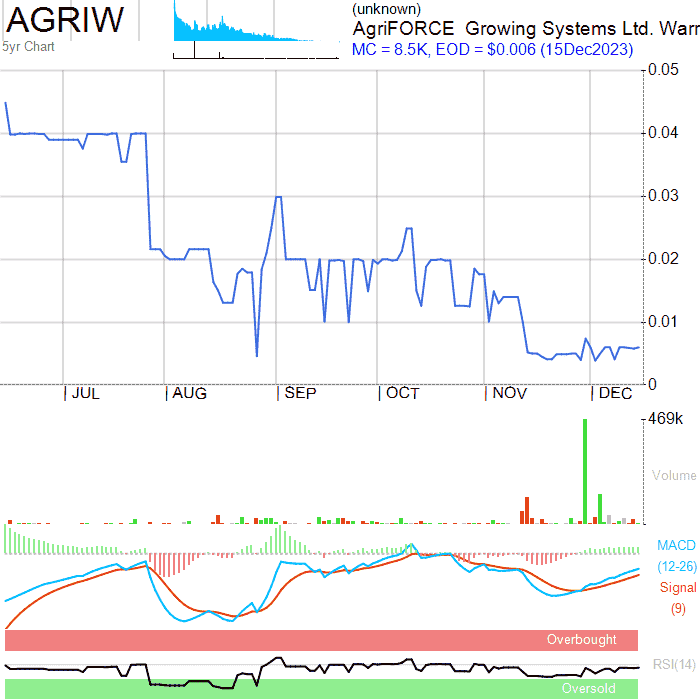 AGRIW
5yr Chart
(unknown)
AgriFORCE Growing Systems Ltd. Warr
MC = 8.5K, EOD = $0.006 (15Dec2023)
0.05
0.04
0.03
0.02
0.01
0
JUL AUG SEP OCT NOV DEC
469k
Volume
MACD
(12-26)
Signal
(9)
Overbought
RSI(14)
Oversold